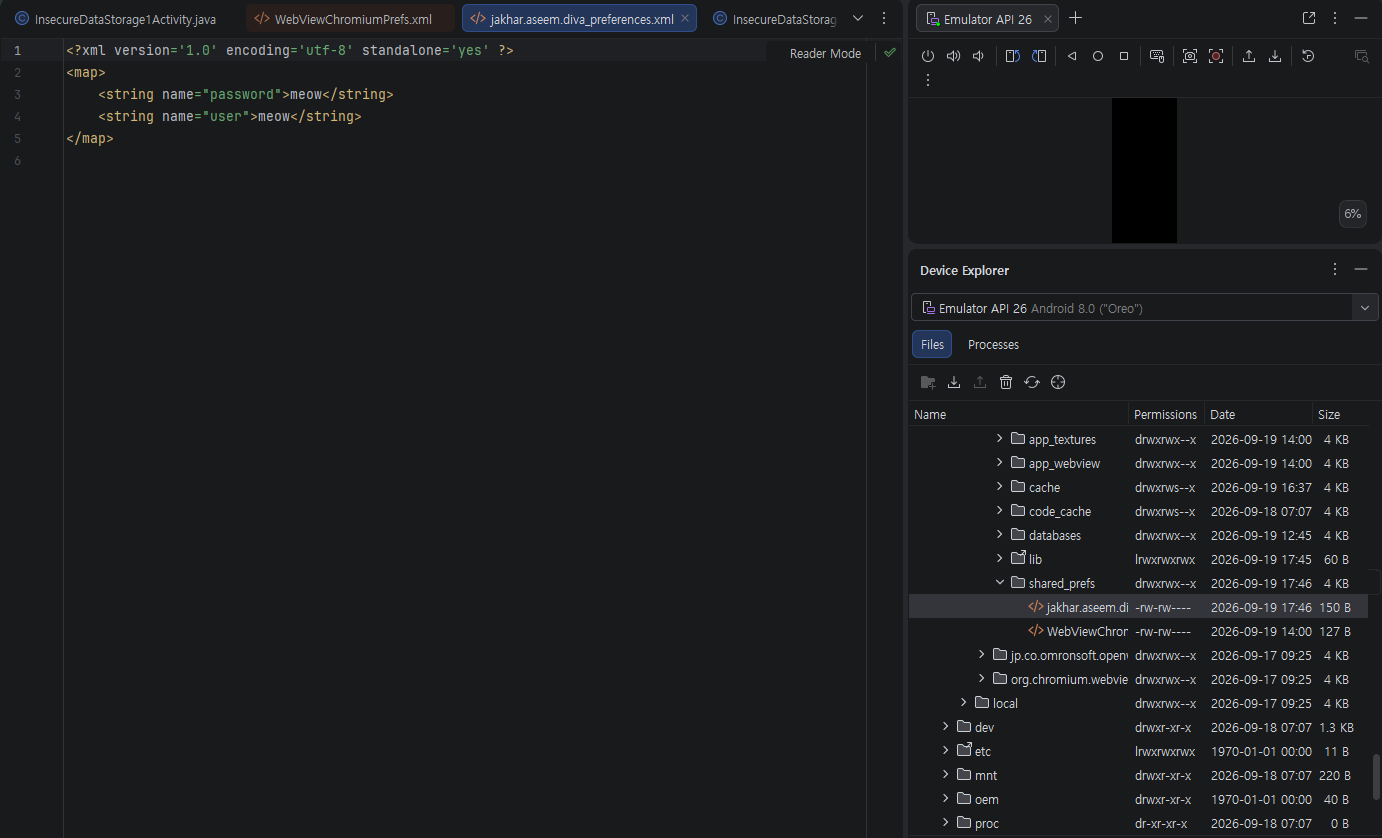 InsecureDataStorage1Activity.java
WebViewChromiumPrefs.xml
jakhar.aseem.diva_preferences.xml
InsecureDataStorag
Emulator API 26
1 <?xml version='1.0' encoding='utf-8' standalone='yes' ?>
Reader Mode
2 <map>
3 <string name="password">meow</string>
4 <string name="user">meow</string>
5 </map>
6
6%
Device Explorer
Emulator API 26 Android 8.0 ("Oreo")
Files Processes
Name Permissions Date Size
app_textures drwxrwx--x 2026-09-19 14:00 4 KB
app_webview drwxrwx--x 2026-09-19 14:00 4 KB
cache drwxrws--x 2026-09-19 16:37 4 KB
code_cache drwxrws--x 2026-09-18 07:07 4 KB
databases drwxrwx--x 2026-09-19 12:45 4 KB
lib lrwxrwxrwx 2026-09-19 17:45 60 B
shared_prefs drwxrwx--x 2026-09-19 17:46 4 KB
jakhar.aseem.di -rw-rw---- 2026-09-19 17:46 150 B
WebViewChror -rw-rw---- 2026-09-19 14:00 127 B
jp.co.omronsoft.openv drwxrwx--x 2026-09-17 09:25 4 KB
org.chromium.webvie drwxrwx--x 2026-09-17 09:25 4 KB
local drwxrwx--x 2026-09-17 09:25 4 KB
dev drwxr-xr-x 2026-09-18 07:07 1.3 KB
etc lrwxrwxrwx 1970-01-01 00:00 11 B
mnt drwxr-xr-x 2026-09-18 07:07 220 B
oem drwxr-xr-x 1970-01-01 00:00 40 B
proc dr-xr-xr-x 2026-09-18 07:07 0 B